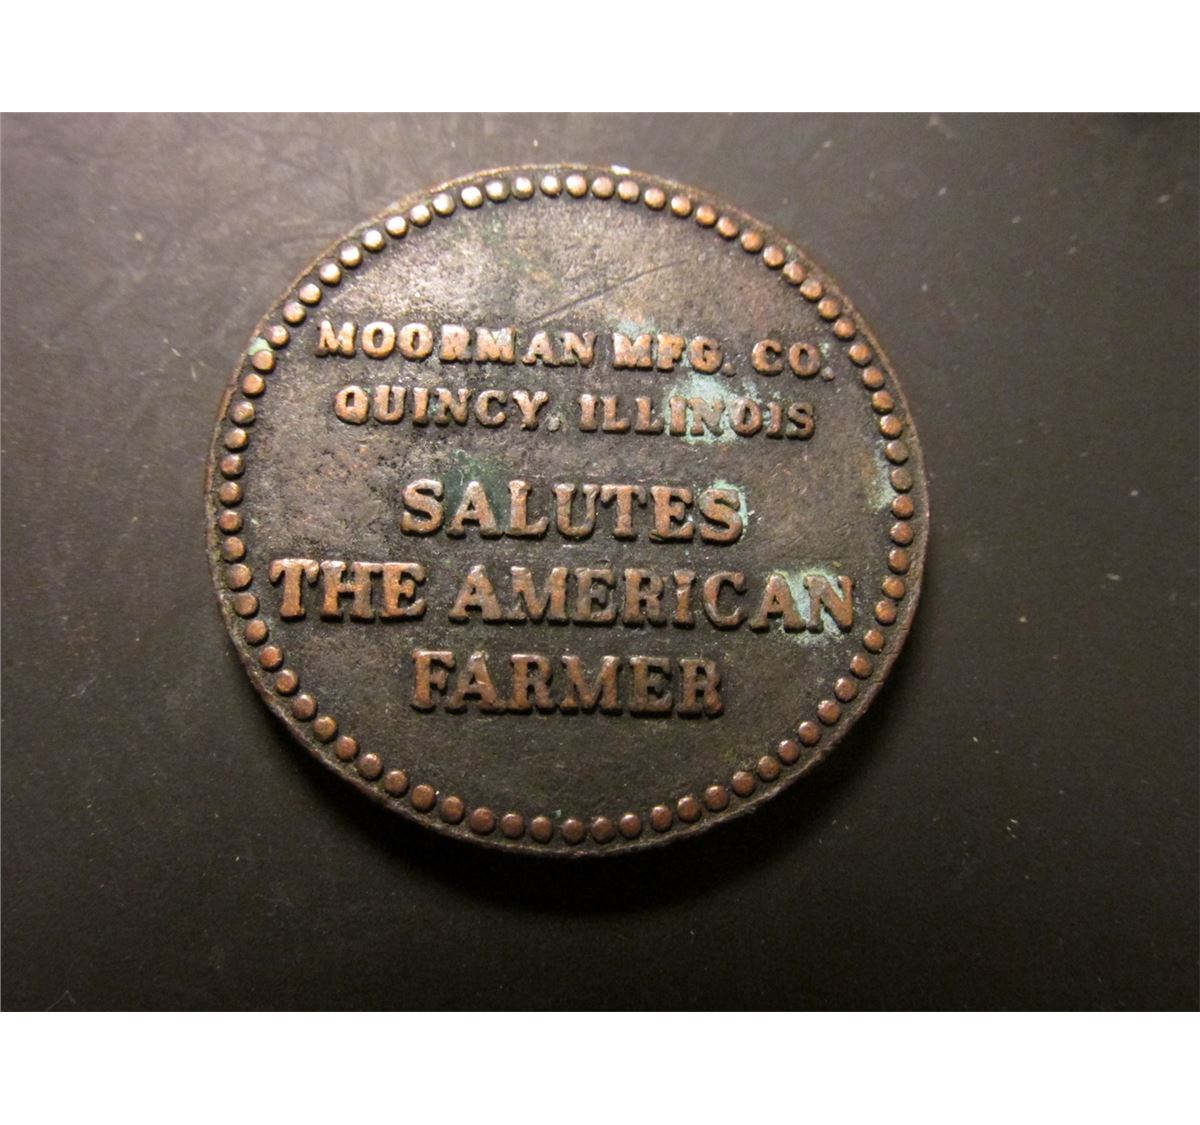 MOORMAN MFG. CO.
QUINCY, ILLINOIS
SALUTES
THE AMERICAN
FARMER